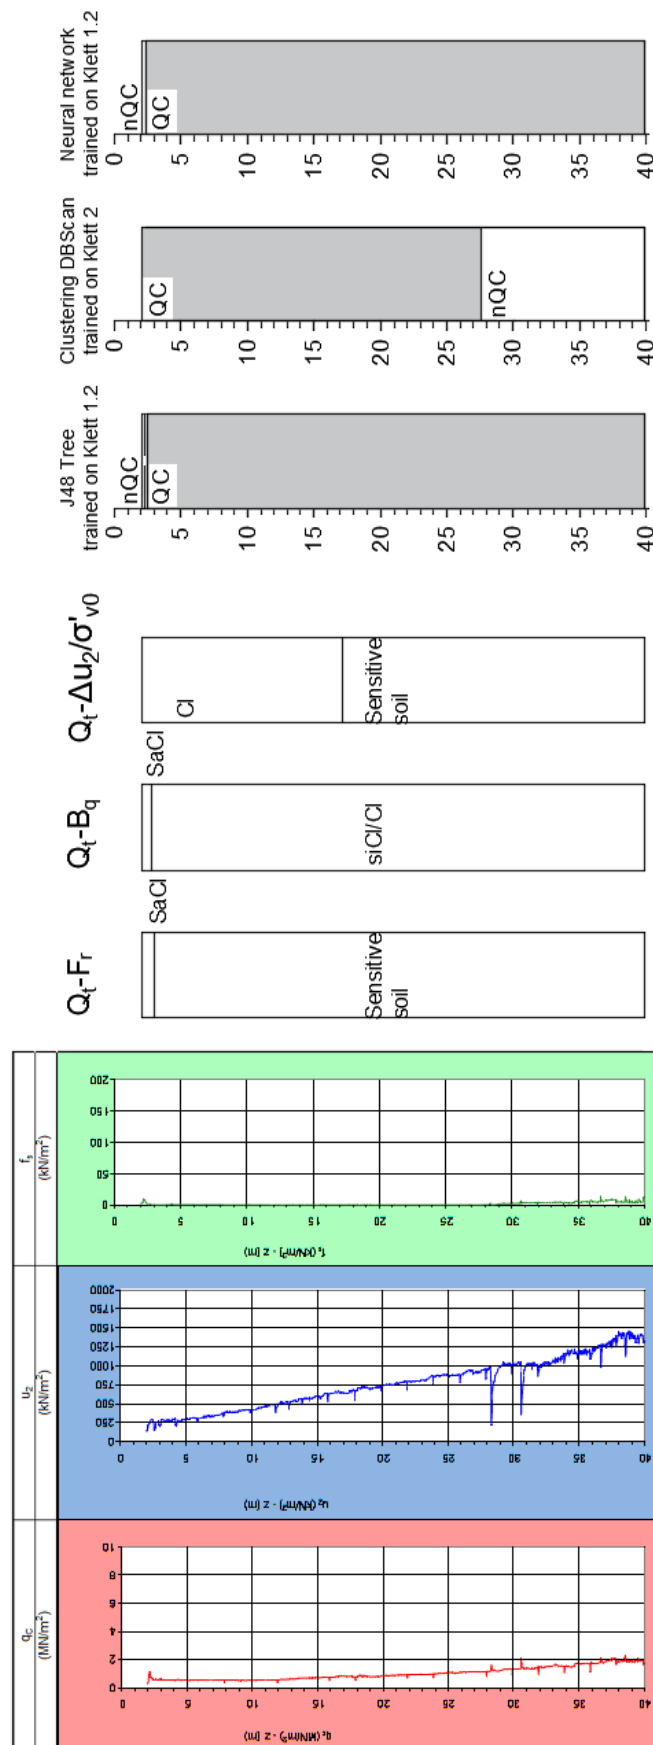 Neural network
trained on Klett 1.2
nQC
QC
0
5
10
15
20
25
30
35
40
Clustering DBScan
trained on Klett 2
QC
nQC
0
5
10
15
20
25
30
35
40
J48 Tree
trained on Klett 1.2
nQC
QC
0
5
10
15
20
25
30
35
40
Qt-Δu2/σ'v0
Cl
Sensitive
soil
Qt-Bq
SaCl
siCl/Cl
Qt-Fr
SaCl
Sensitive
soil
fs
(kN/m²)
200
150
100
50
0
0
5
10
15
20
25
30
35
40
fs (kN/m²) - z [m]
u2
(kN/m²)
2000
1750
1500
1250
1000
750
500
250
0
0
5
10
15
20
25
30
35
40
u2 (kN/m²) - z [m]
qc
(MN/m²)
10
8
6
4
2
0
0
5
10
15
20
25
30
35
40
qc (MN/m²) - z [m]